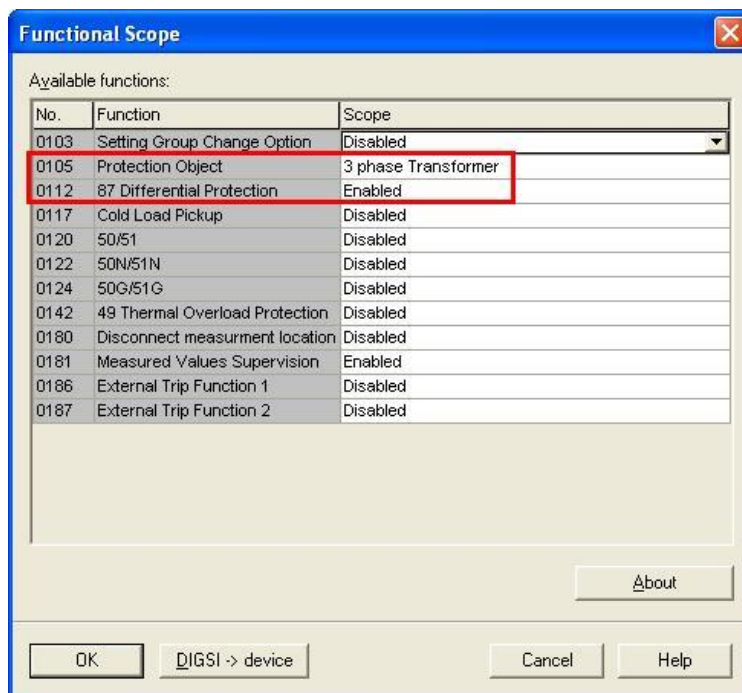 Functional Scope
Available functions:
No. Function Scope
0103 Setting Group Change Option Disabled
0105 Protection Object 3 phase Transformer
0112 87 Differential Protection Enabled
0117 Cold Load Pickup Disabled
0120 50/51 Disabled
0122 50N/51N Disabled
0124 50G/51G Disabled
0142 49 Thermal Overload Protection Disabled
0180 Disconnect measurment location Disabled
0181 Measured Values Supervision Enabled
0186 External Trip Function 1 Disabled
0187 External Trip Function 2 Disabled
About
OK DIGSI -> device Cancel Help